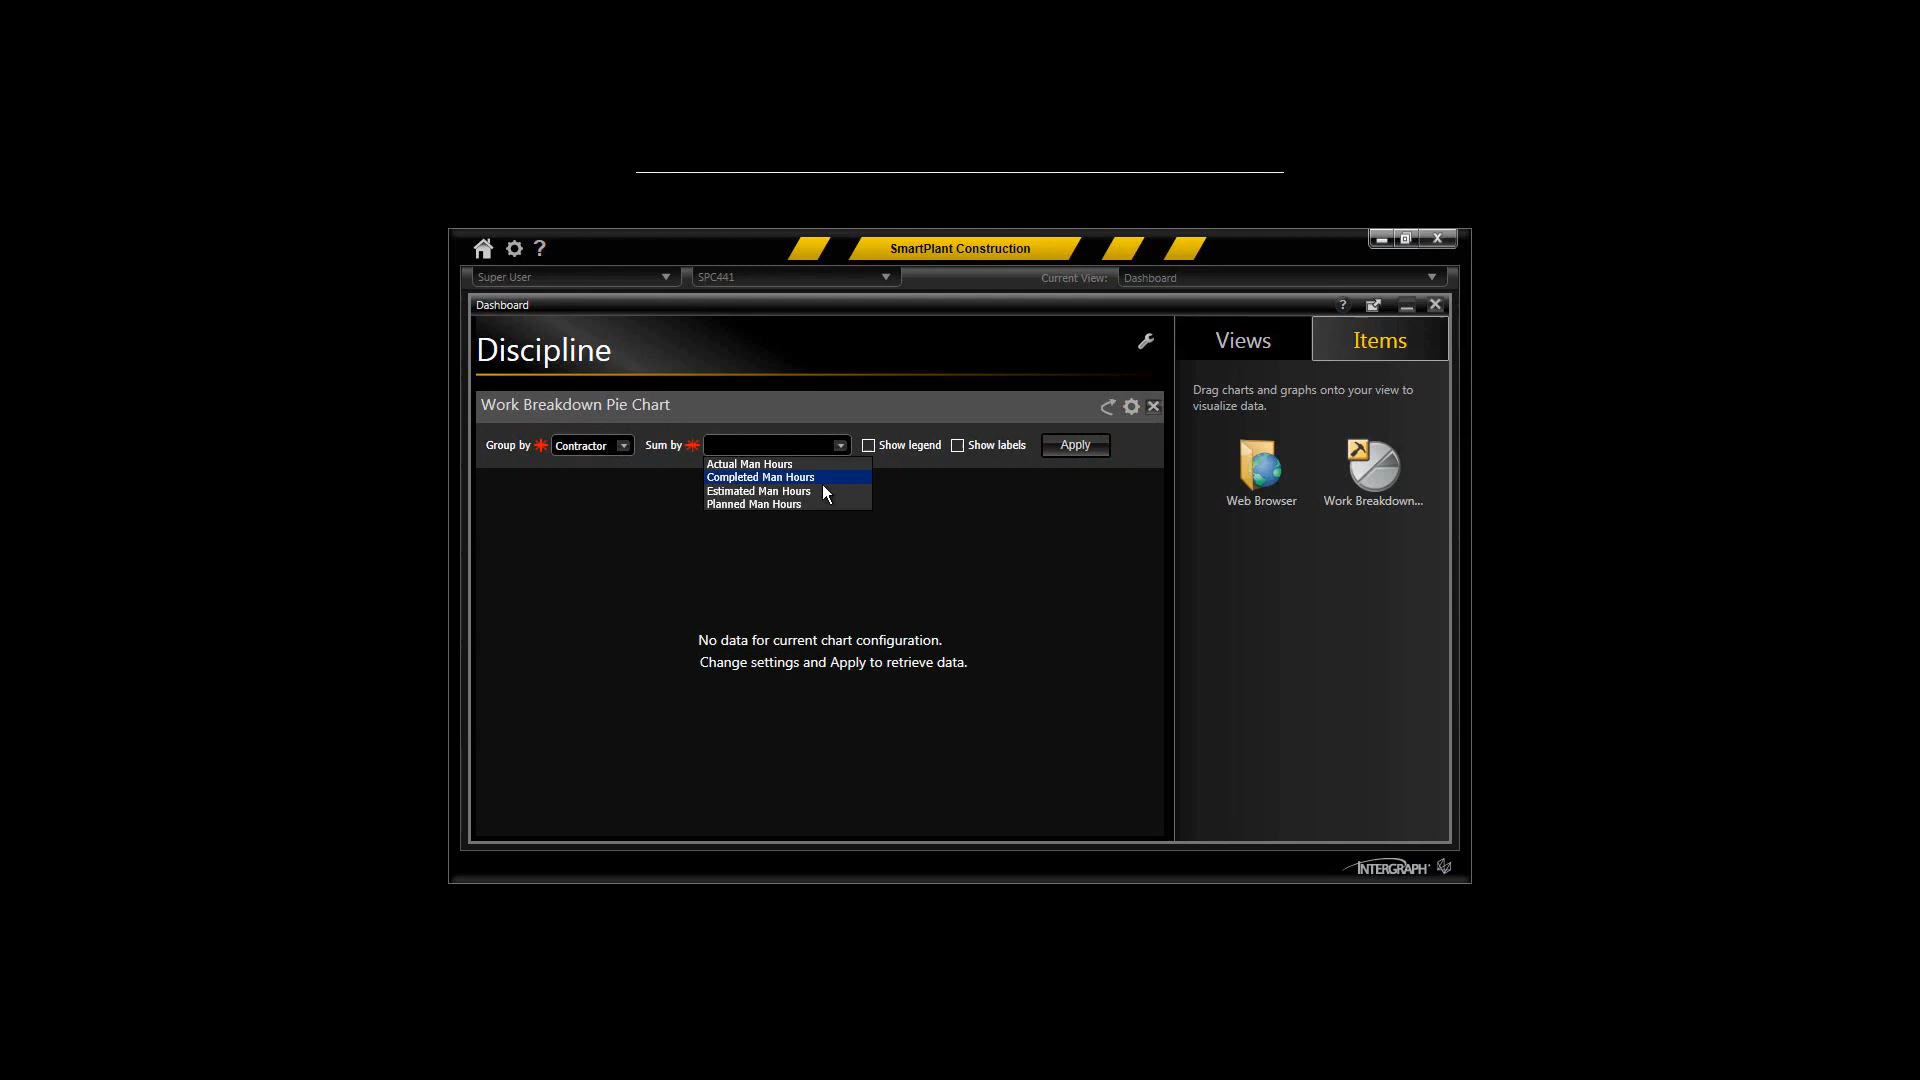 ?
SmartPlant Construction
X
Super User
SPC441
Current View:
Dashboard
Dashboard
?
Discipline
Views
Items
Drag charts and graphs onto your view to
visualize data.
Work Breakdown Pie Chart
Group by
Contractor
Sum by
Show legend
Show labels
Apply
Actual Man Hours
Completed Man Hours
Estimated Man Hours
Planned Man Hours
Web Browser
Work Breakdown...
No data for current chart configuration.
Change settings and Apply to retrieve data.
INTERGRAPH